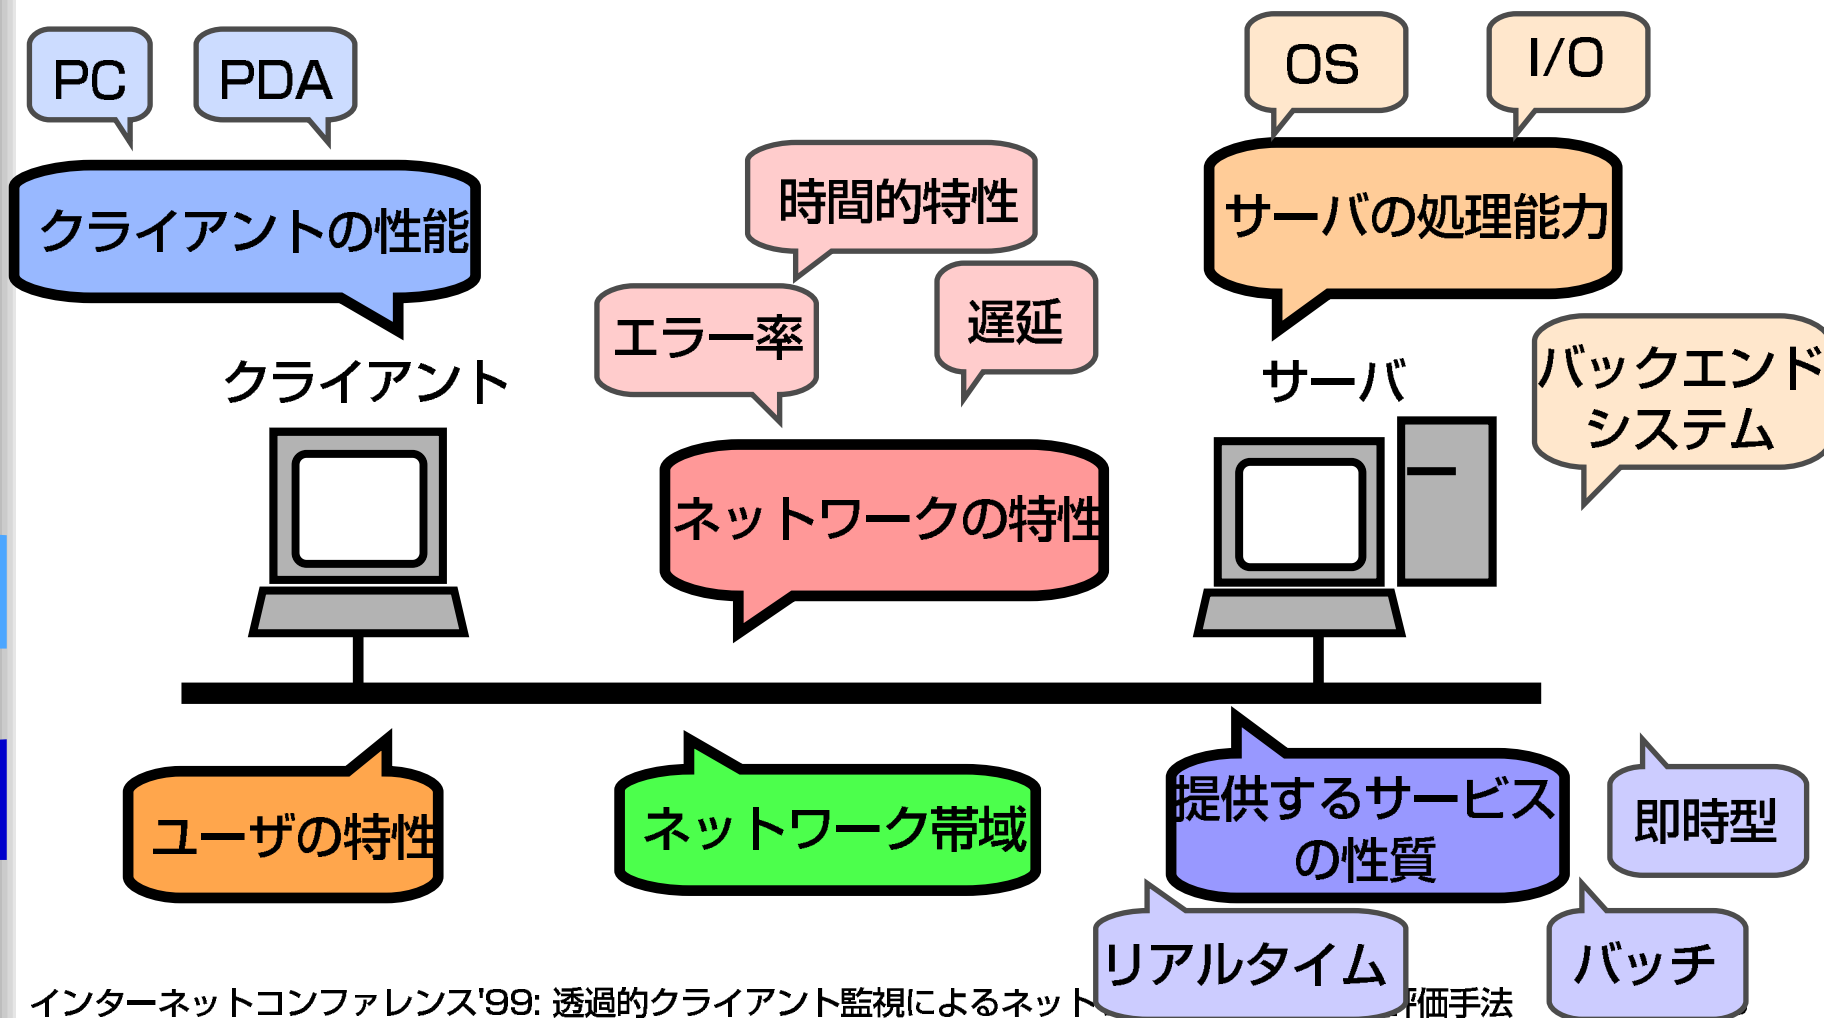 PC
PDA
OS
I/O
クライアントの性能
時間的特性
サーバの処理能力
エラー率
遅延
クライアント
サーバ
バックエンド
システム
ネットワークの特性
ユーザの特性
ネットワーク帯域
提供するサービス
の性質
即時型
リアルタイム
バッチ
インターネットコンファレンス'99: 透過的クライアント監視によるネット
評価手法